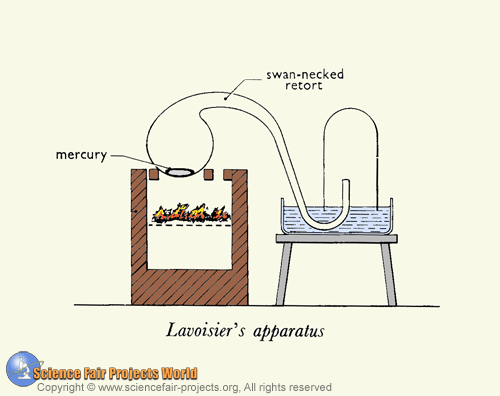 swan-necked
retort
mercury
Lavoisier's apparatus
Science Fair Projects World
Copyright © www.sciencefair-projects.org, All rights reserved